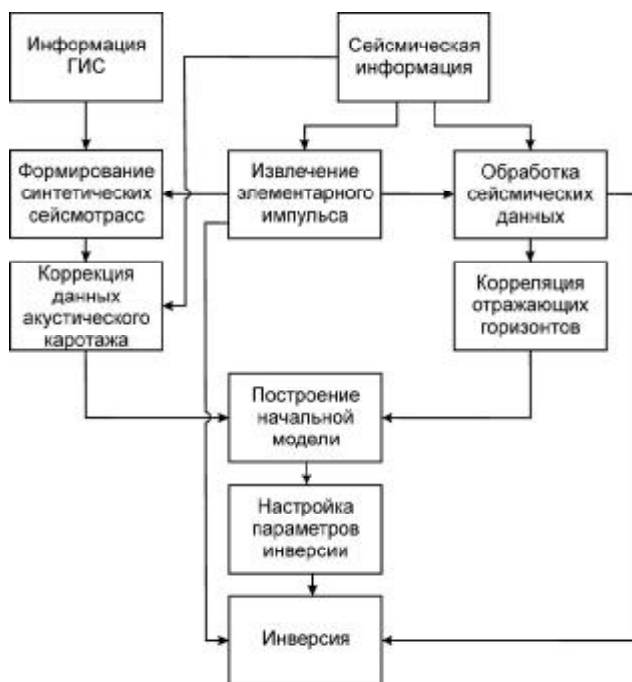 Информация
ГИС
Сейсмическая
информация
Формирование
синтетических
сейсмотрасс
Извлечение
элементарного
импульса
Обработка
сейсмических
данных
Коррекция
данных
акустического
каротажа
Корреляция
отражающих
горизонтов
Построение
начальной
модели
Настройка
параметров
инверсии
Инверсия